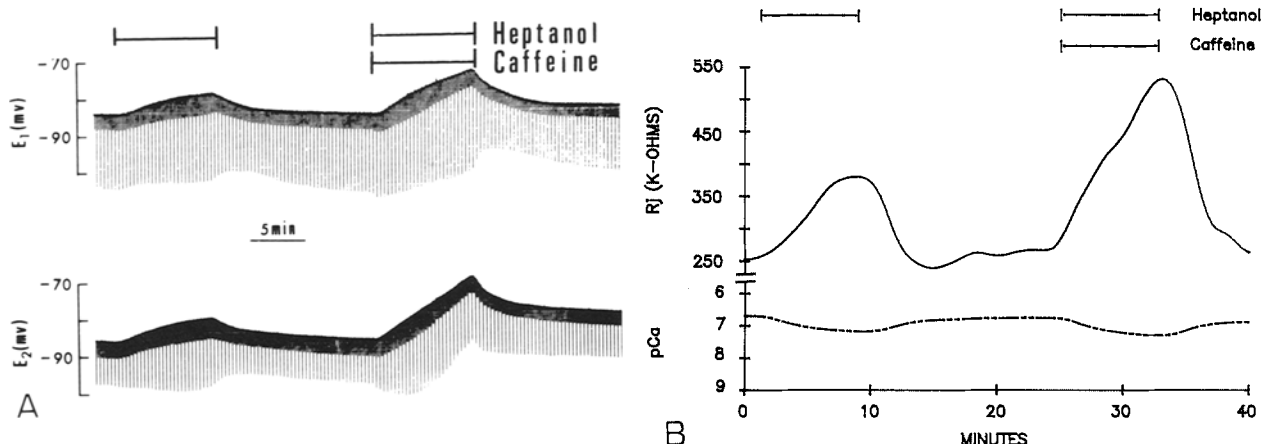 Heptanol
Caffeine
-70
E₁(mv)
-90
5min
-70
E₂(mv)
-90
A
Heptanol
Caffeine
550
450
Rj (K-OHMS)
350
250
6
7
pCa
8
9
0 10 20 30 40
MINUTES
B